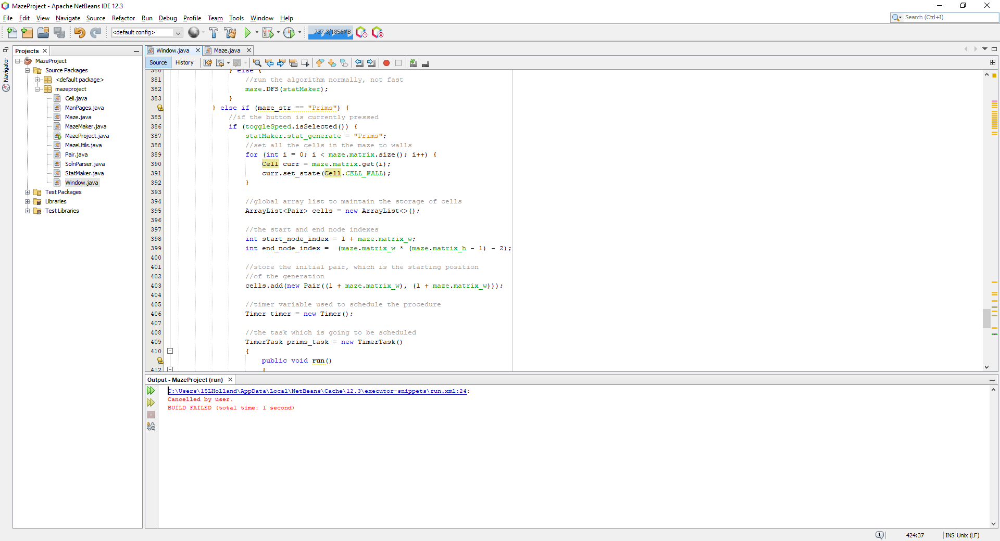 MazeProject - Apache NetBeans IDE 12.3
File Edit View Navigate Source Refactor Run Debug Profile Team Tools Window Help
Search (Ctrl+I)
<default config>
737.3/1856MB
Navigator
Projects
MazeProject
Source Packages
<default package>
mazeproject
Cell.java
ManPages.java
Maze.java
MazeMaker.java
MazeProject.java
MazeUtils.java
Pair.java
SolnParser.java
StatMaker.java
Window.java
Test Packages
Libraries
Test Libraries
Window.java Maze.java
Source History
380 } else {
381 //run the algorithm normally, not fast
382 maze.DFS(statMaker);
383 }
} else if (maze_str == "Prims") {
385 //if the button is currently pressed
386 if (toggleSpeed.isSelected()) {
387 statMaker.stat_generate = "Prims";
388 //set all the cells in the maze to walls
389 for (int i = 0; i < maze.matrix.size(); i++) {
390 Cell curr = maze.matrix.get(i);
391 curr.set_state(Cell.CELL_WALL);
392 }
393
394 //global array list to maintain the storage of cells
395 ArrayList<Pair> cells = new ArrayList<>();
396
397 //the start and end node indexes
398 int start_node_index = 1 + maze.matrix_w;
399 int end_node_index =  (maze.matrix_w * (maze.matrix_h - 1) - 2);
400
401 //store the initial pair, which is the starting position
402 //of the generation
403 cells.add(new Pair((1 + maze.matrix_w), (1 + maze.matrix_w)));
404
405 //timer variable used to schedule the procedure
406 Timer timer = new Timer();
407
408 //the task which is going to be scheduled
409 TimerTask prims_task = new TimerTask()
410 {
public void run()
412 {
Output - MazeProject (run)
C:\Users\15LHolland\AppData\Local\NetBeans\Cache\12.3\executor-snippets\run.xml:24:
Cancelled by user.
BUILD FAILED (total time: 1 second)
1
424:37 INS Unix (LF)